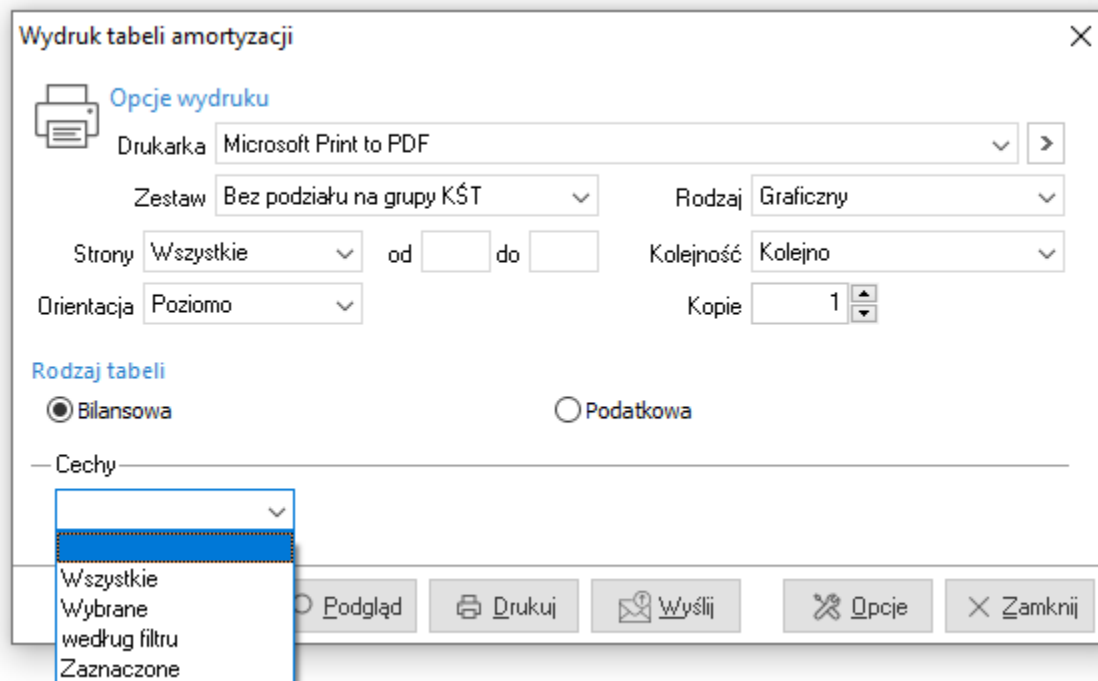 Wydruk tabeli amortyzacji
Opcje wydruku
Drukarka Microsoft Print to PDF
Zestaw Bez podziału na grupy KŚT Rodzaj Graficzny
Strony Wszystkie od do Kolejność Kolejno
Orientacja Poziomo Kopie 1
Rodzaj tabeli
Bilansowa Podatkowa
Cechy
Wszystkie
Wybrane
według filtru
Zaznaczone
Podgląd Drukuj Wyślij Opcje Zamknij